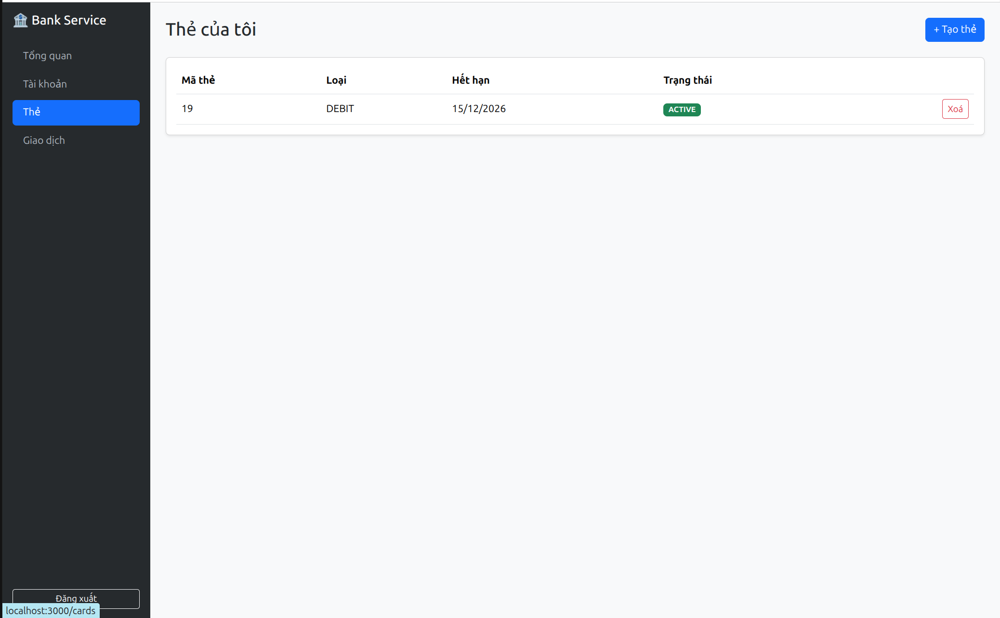 Bank Service
Tổng quan
Tài khoản
Thẻ
Giao dịch
Đăng xuất
localhost:3000/cards
Thẻ của tôi
+ Tạo thẻ
Mã thẻ Loại Hết hạn Trạng thái
19 DEBIT 15/12/2026 ACTIVE Xoá